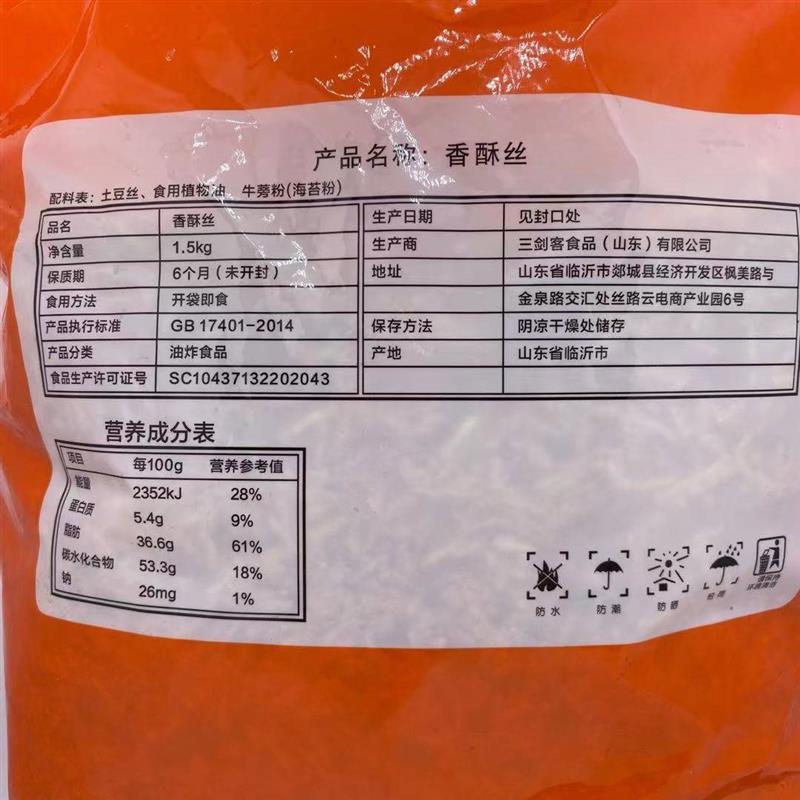 产品名称：香酥丝
配料表：土豆丝、食用植物油 牛蒡粉(海苔粉)
品名 香酥丝 生产日期 见封口处
净含量 1.5kg 生产商 三剑客食品（山东）有限公司
保质期 6个月（未开封） 地址 山东省临沂市郯城县经济开发区枫美路与
食用方法 开袋即食 金泉路交汇处丝路云电商产业园6号
产品执行标准 GB 17401-2014 保存方法 阴凉干燥处储存
产品分类 油炸食品 产地 山东省临沂市
食品生产许可证号 SC10437132202043
营养成分表
项目 每100g 营养参考值
能量 2352kJ 28%
蛋白质 5.4g 9%
脂肪 36.6g 61%
碳水化合物 53.3g 18%
钠 26mg 1%
防水 防潮 防晒
请保持
环境清洁